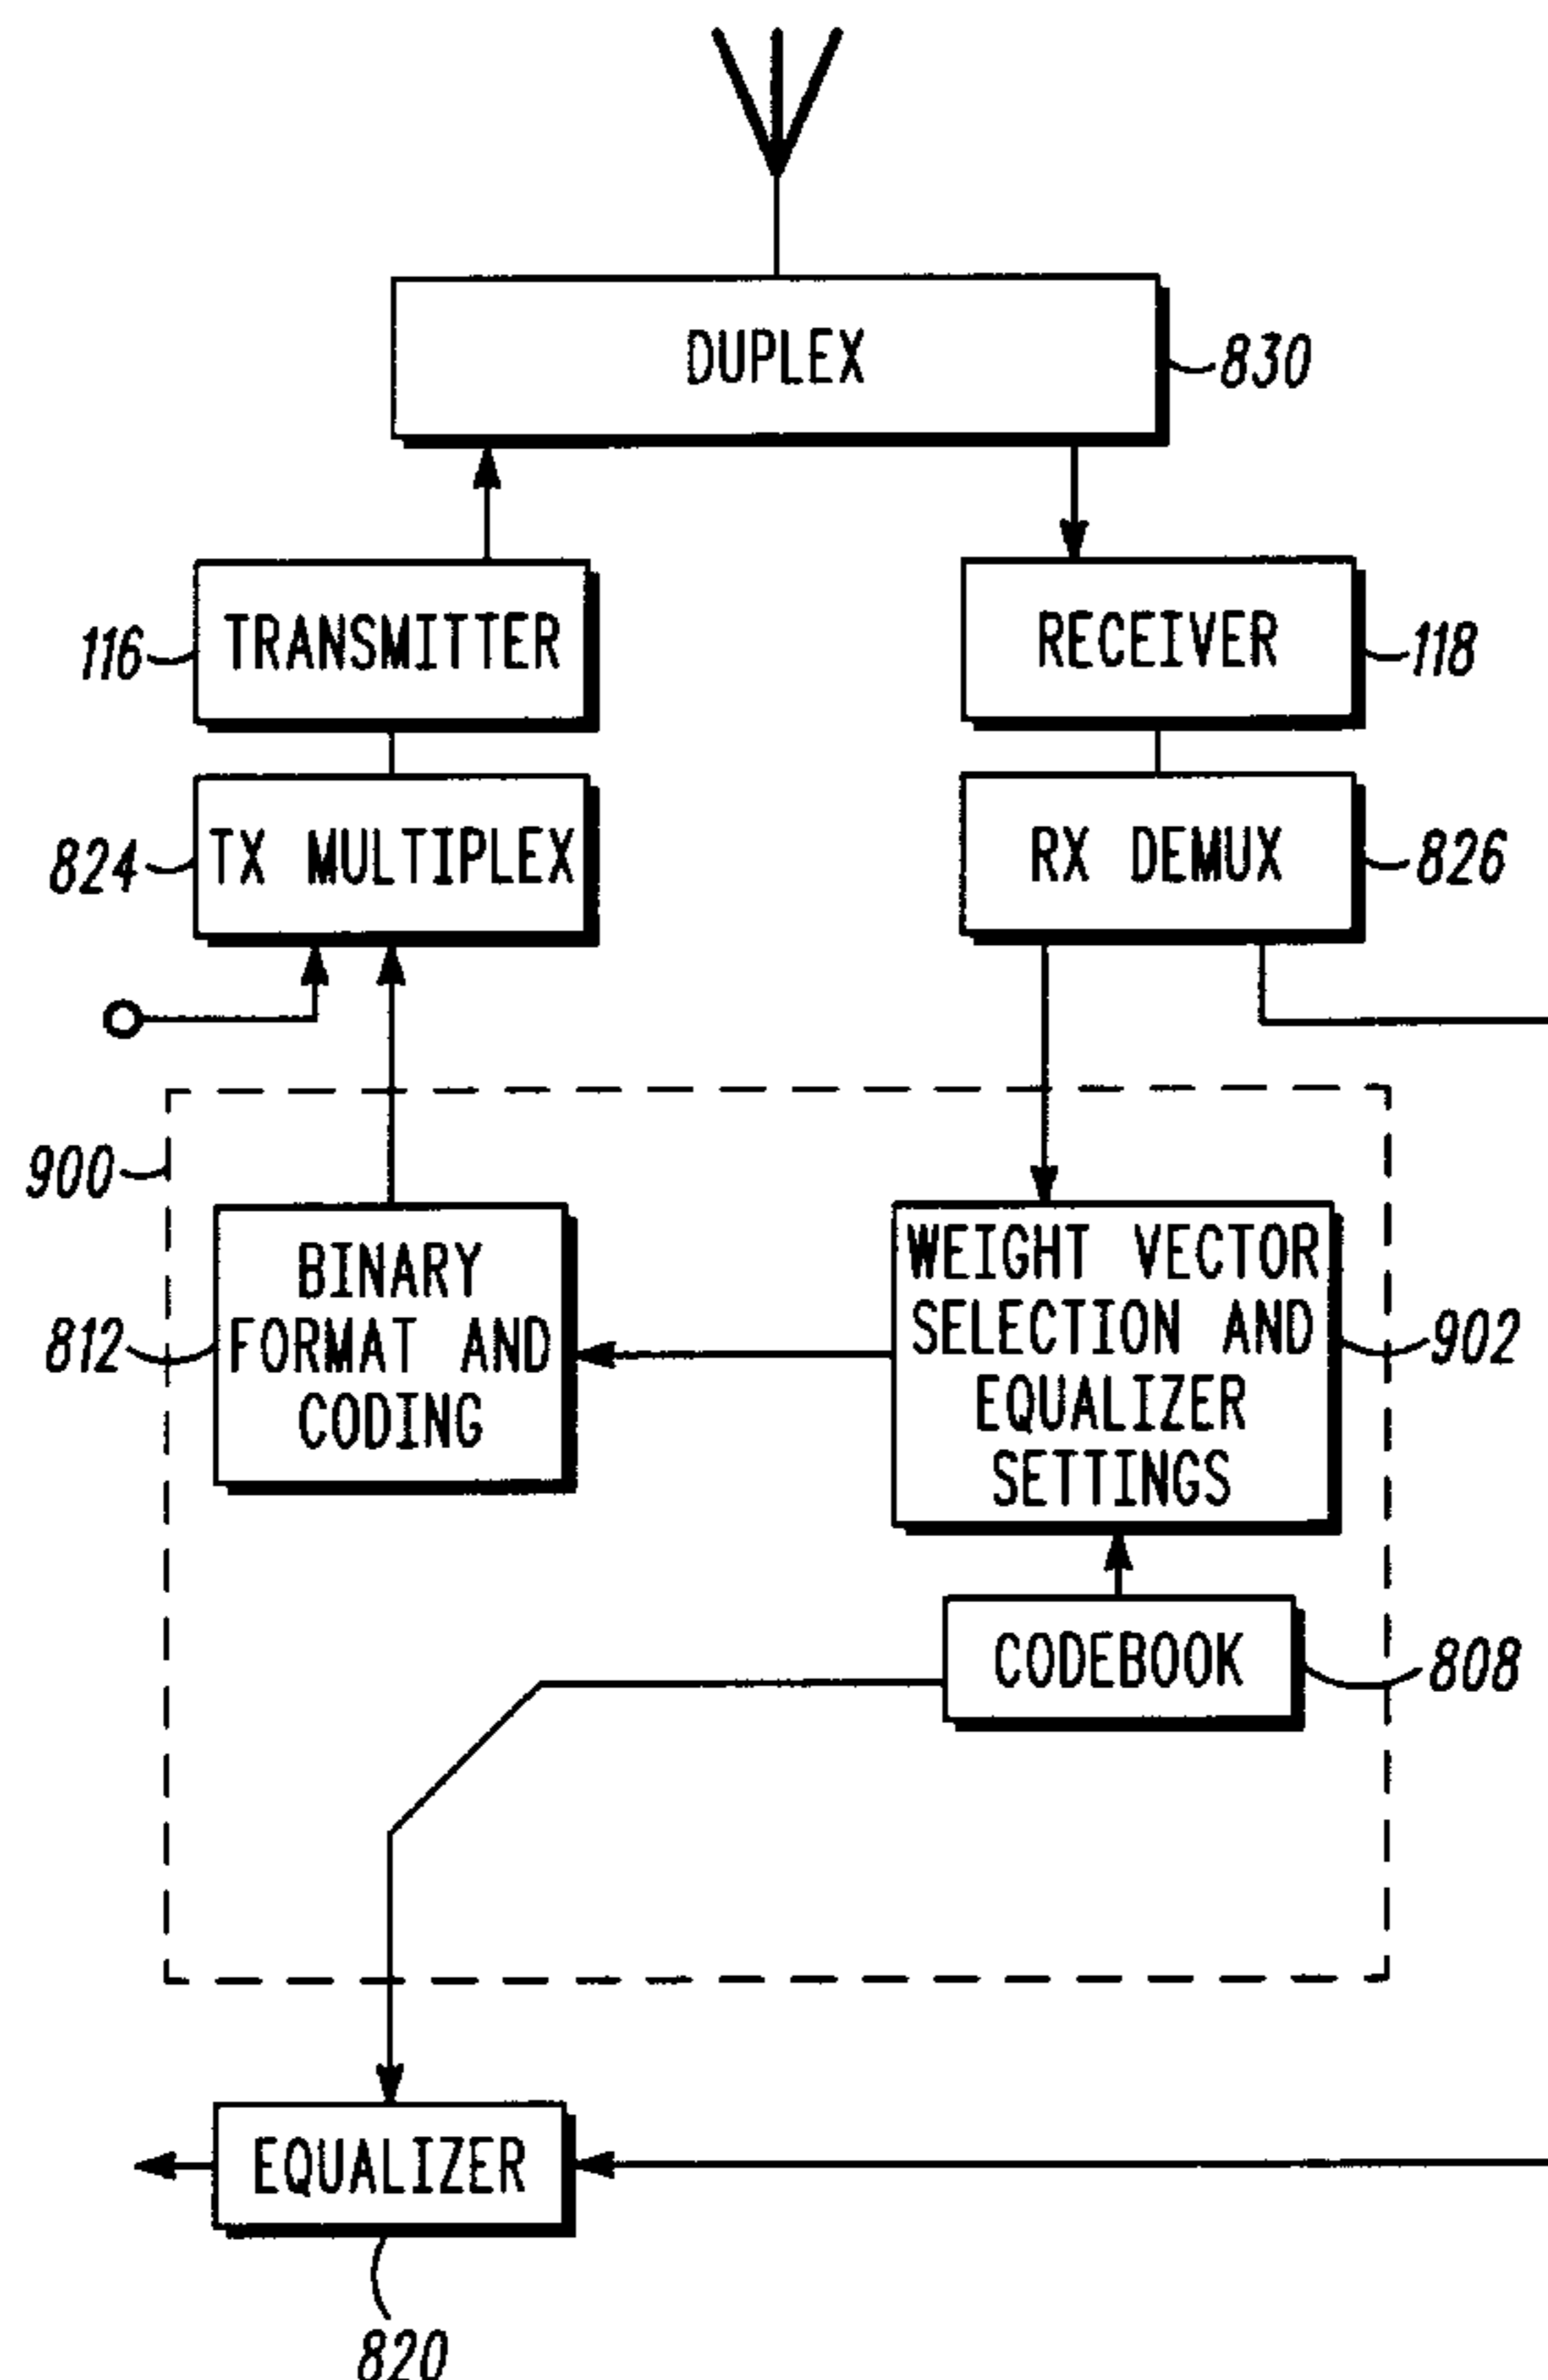 DUPLEX
830
TRANSMITTER
116
RECEIVER
118
TX MULTIPLEX
824
RX DEMUX
826
900
BINARY
FORMAT AND
CODING
812
WEIGHT VECTOR
SELECTION AND
EQUALIZER
SETTINGS
902
CODEBOOK
808
EQUALIZER
820